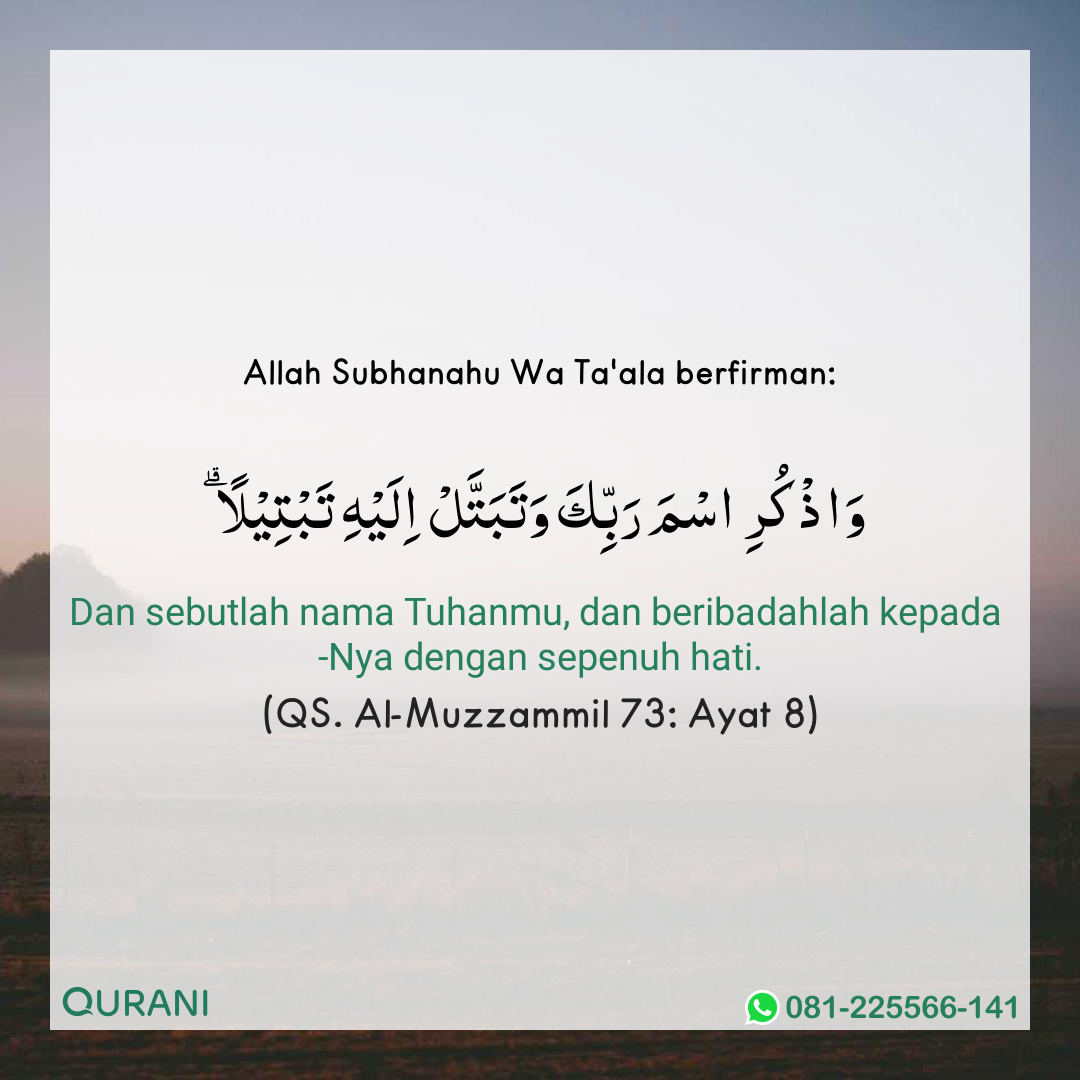 Allah Subhanahu Wa Ta'ala berfirman:
وَا ذْكُرِ اسْمَ رَبِّكَ وَتَبَتَّلْ اِلَيْهِ تَبْتِيْلًا ۗ
Dan sebutlah nama Tuhanmu, dan beribadahlah kepada
-Nya dengan sepenuh hati.
(QS. Al-Muzzammil 73: Ayat 8)
QURANI
081-225566-141